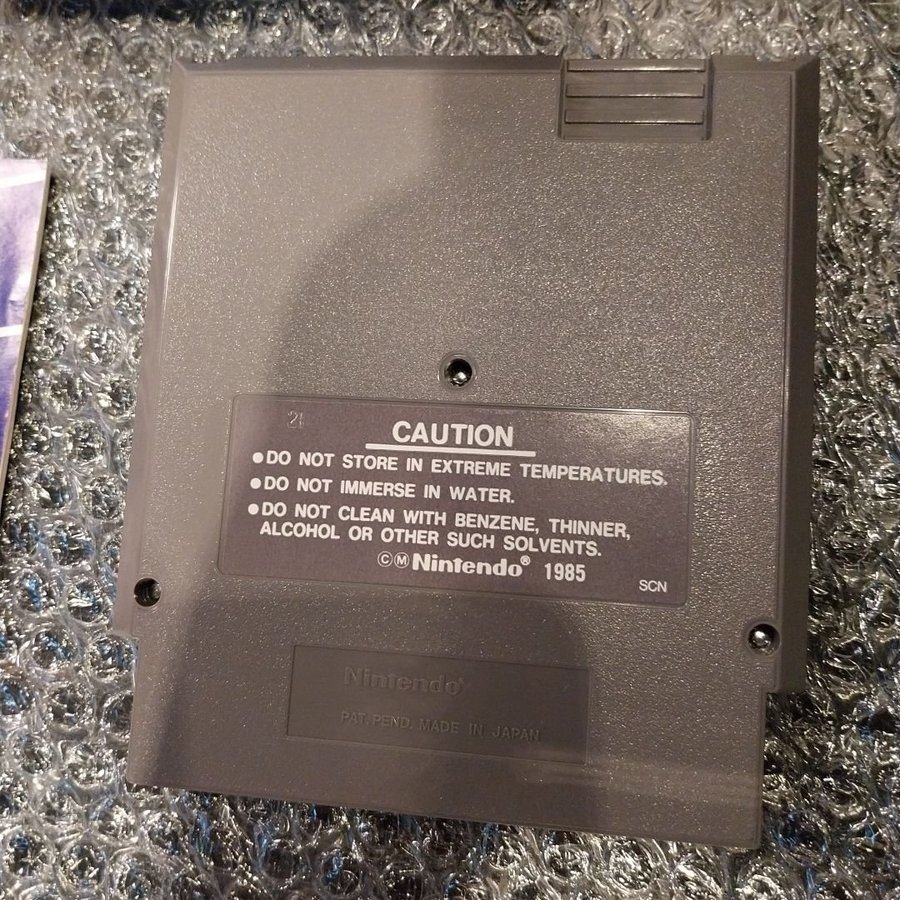 CAUTION
●DO NOT STORE IN EXTREME TEMPERATURES.
●DO NOT IMMERSE IN WATER.
●DO NOT CLEAN WITH BENZENE, THINNER,
ALCOHOL OR OTHER SUCH SOLVENTS.
©Ⓜ Nintendo® 1985
SCN
Nintendo®
PAT. PEND. MADE IN JAPAN